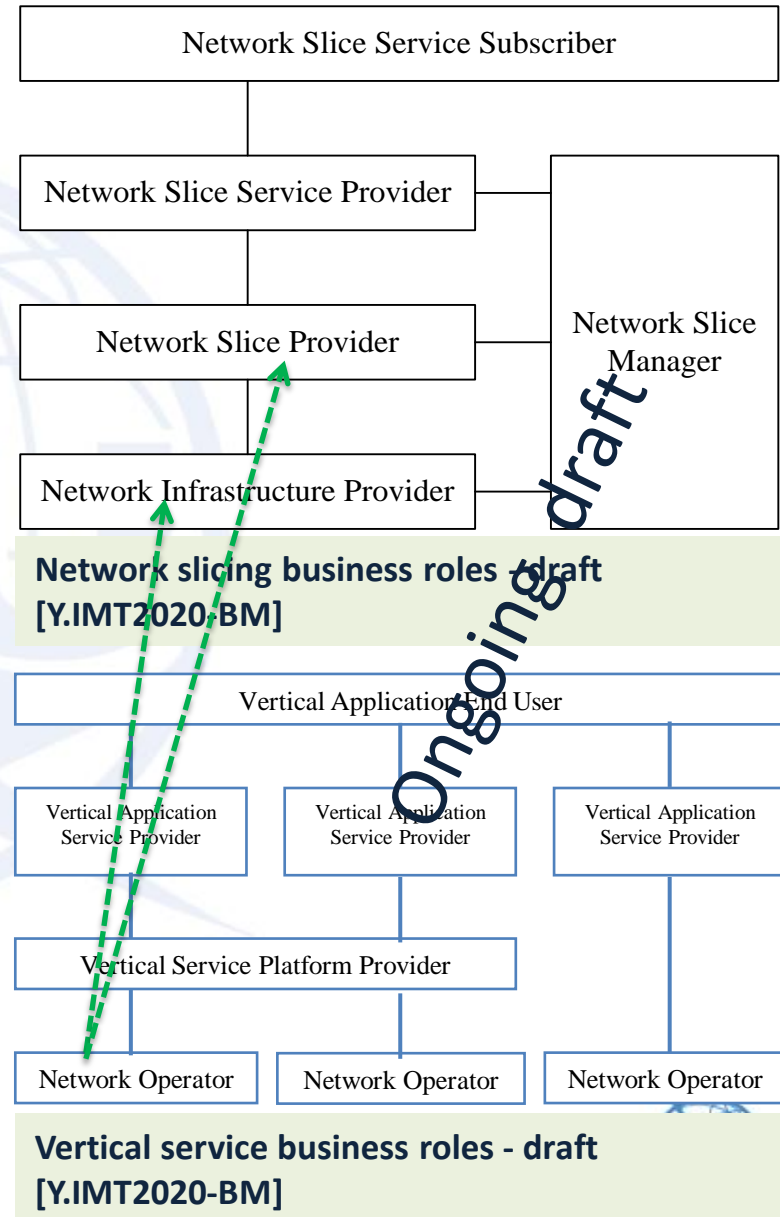 Network Slice Service Subscriber
Network Slice Service Provider
Network Slice Provider
Network Slice
Manager
Network Infrastructure Provider
Network slicing business roles - draft
[Y.IMT2020-BM]
Ongoing draft
Vertical Application End User
Vertical Application
Service Provider
Vertical Application
Service Provider
Vertical Application
Service Provider
Vertical Service Platform Provider
Network Operator
Network Operator
Network Operator
Vertical service business roles - draft
[Y.IMT2020-BM]